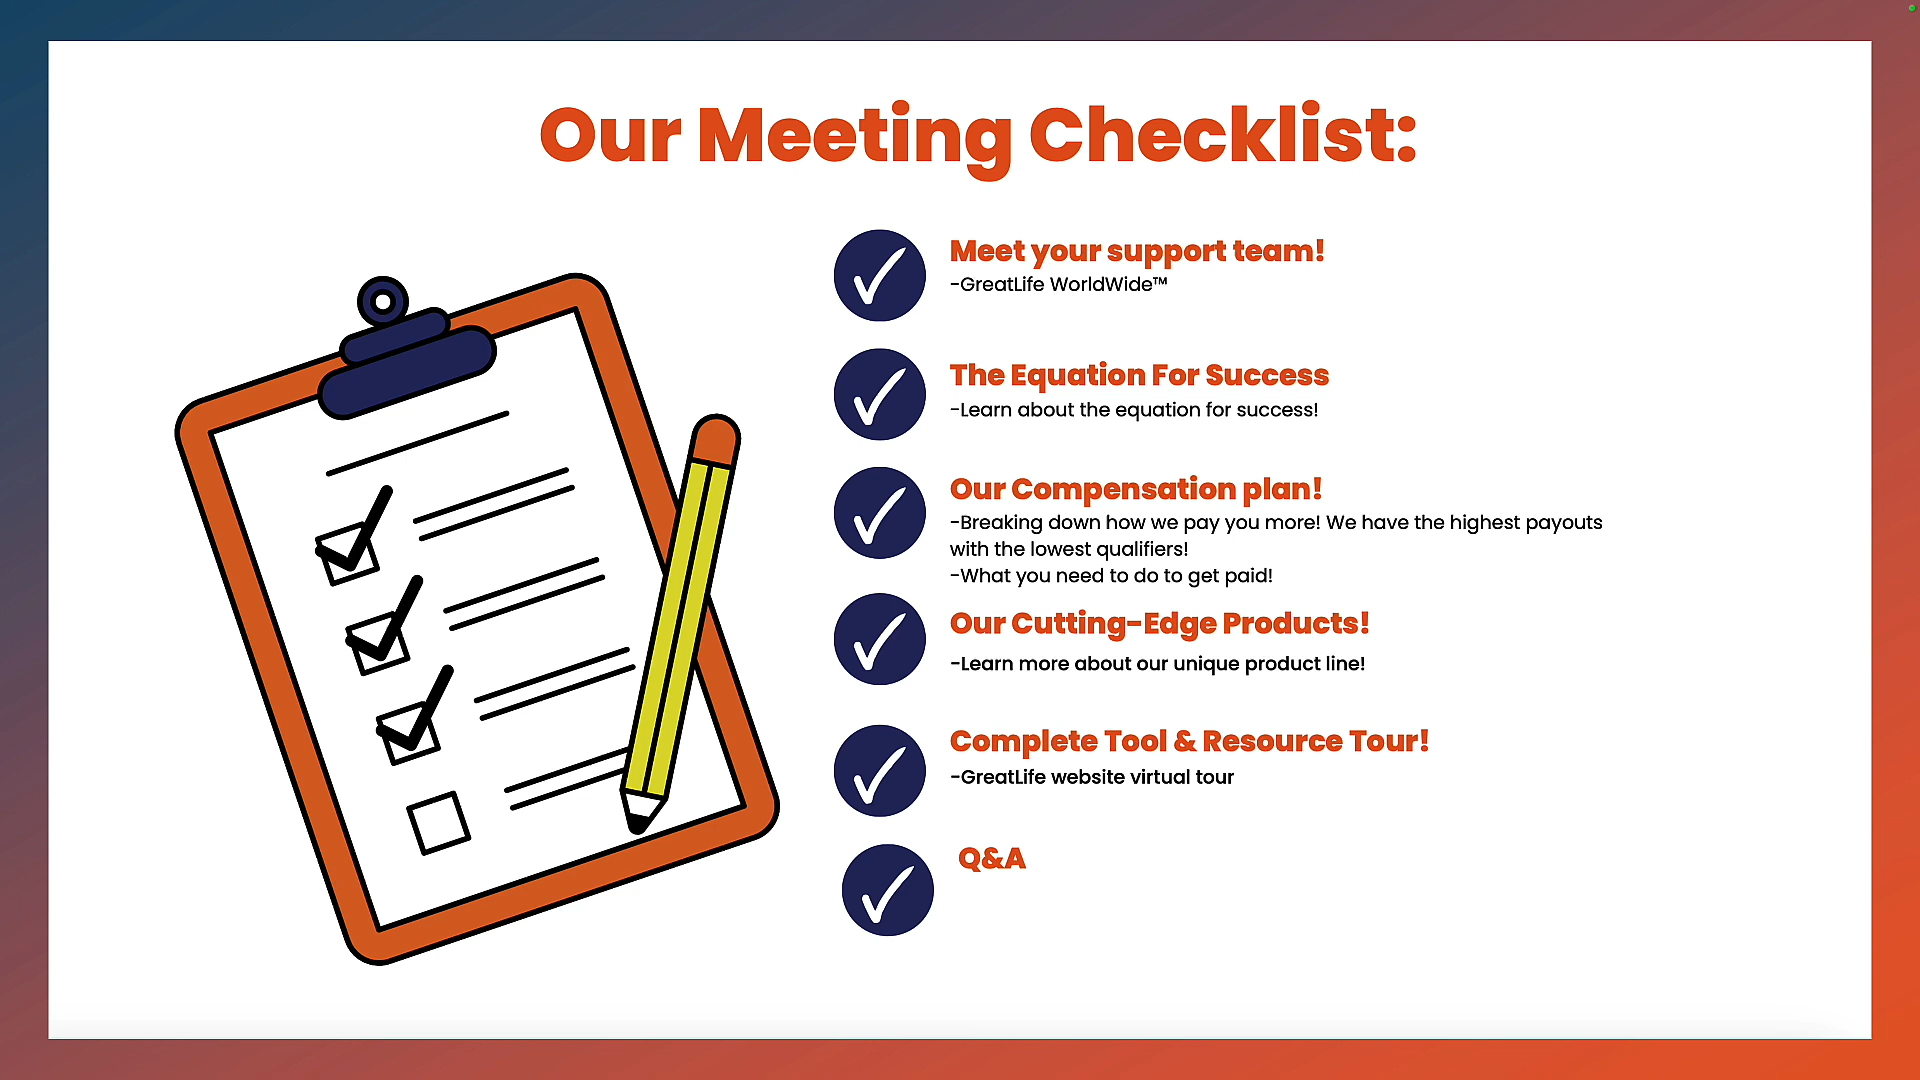 Our Meeting Checklist:
Meet your support team!
-GreatLife WorldWide™
The Equation For Success
-Learn about the equation for success!
Our Compensation plan!
-Breaking down how we pay you more! We have the highest payouts
with the lowest qualifiers!
-What you need to do to get paid!
Our Cutting-Edge Products!
-Learn more about our unique product line!
Complete Tool & Resource Tour!
-GreatLife website virtual tour
Q&A